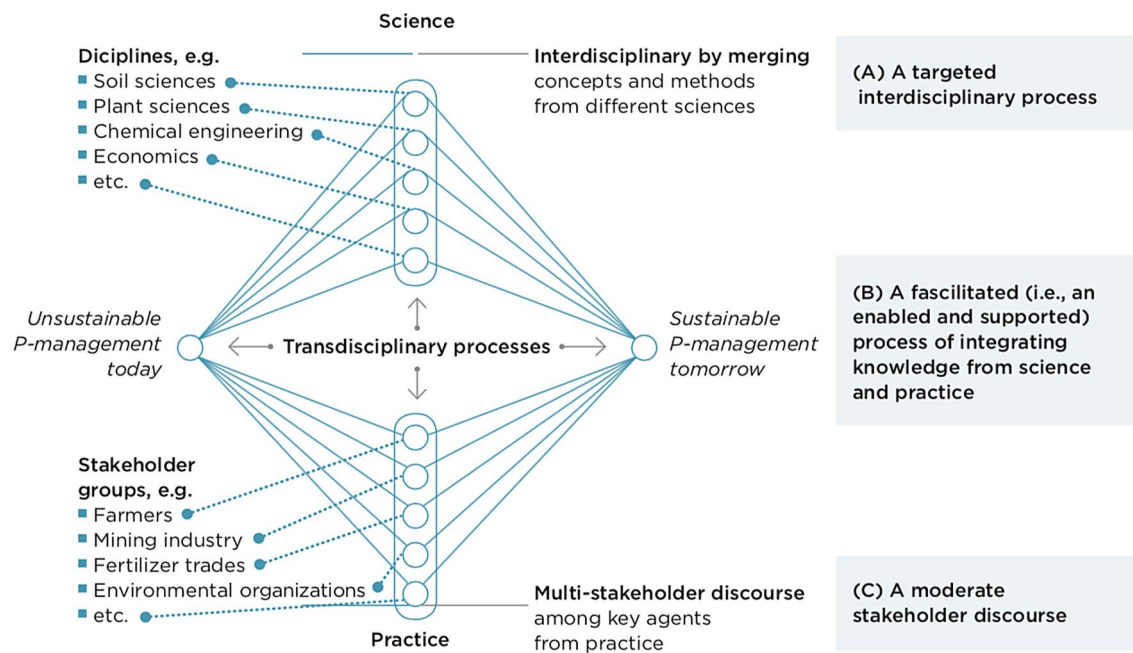 Science
Diciplines, e.g.
Soil sciences
Plant sciences
Chemical engineering
Economics
etc.
Interdisciplinary by merging
concepts and methods
from different sciences
(A) A targeted
interdisciplinary process
Unsustainable
P-management
today
Transdisciplinary processes
Sustainable
P-management
tomorrow
(B) A fascilitated (i.e., an
enabled and supported)
process of integrating
knowledge from science
and practice
Stakeholder
groups, e.g.
Farmers
Mining industry
Fertilizer trades
Environmental organizations
etc.
Practice
Multi-stakeholder discourse
among key agents
from practice
(C) A moderate
stakeholder discourse